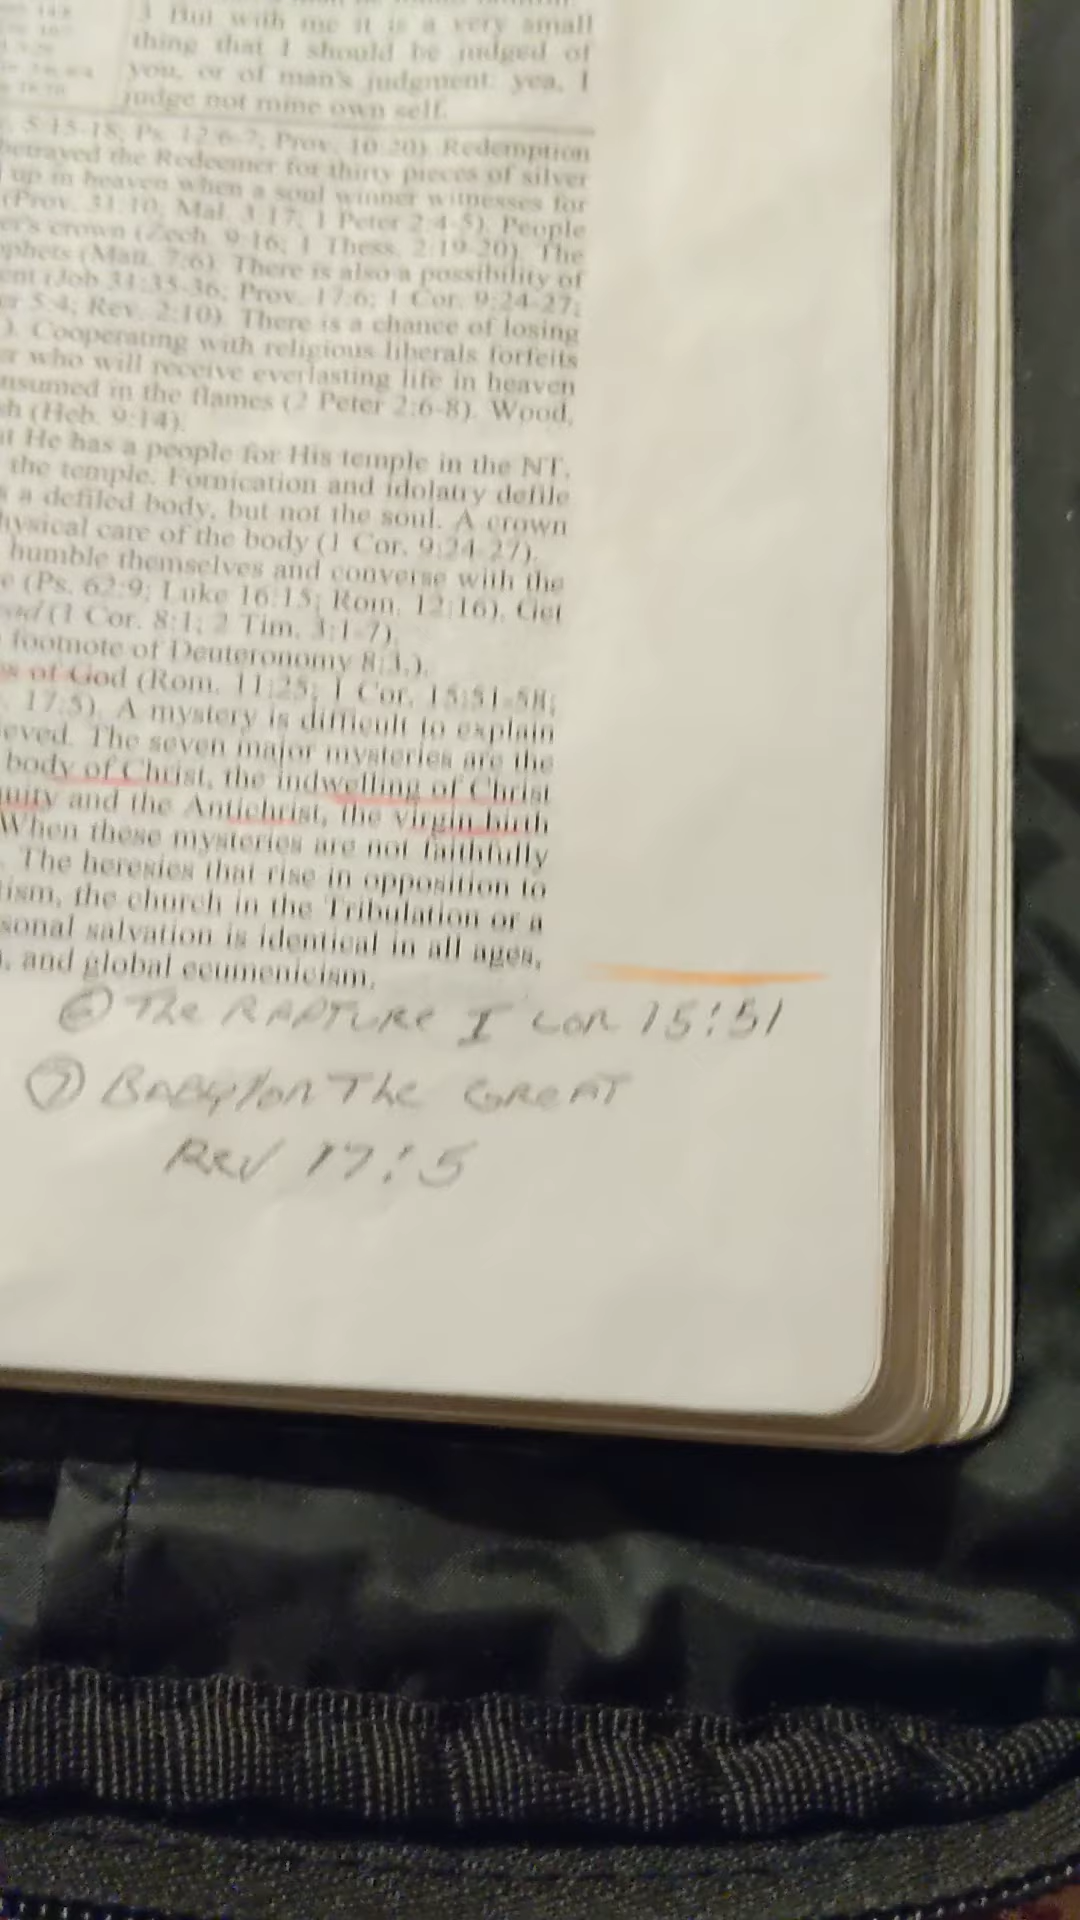 3 But with me it is a very small
thing that I should be judged of
you, or of man's judgment: yea, I
judge not mine own self.
5:15-18; Ps. 12:6-7; Prov. 10:20). Redemption
betrayed the Redeemer for thirty pieces of silver
up in heaven when a soul winner witnesses for
(Prov. 31:10; Mal. 3:17; 1 Peter 2:4-5). People
er's crown (Zech. 9:16; 1 Thess. 2:19-20). The
ophets (Matt. 7:6). There is also a possibility of
ent (Job 31:35-36; Prov. 17:6; 1 Cor. 9:24-27;
er 5:4; Rev. 2:10). There is a chance of losing
). Cooperating with religious liberals forfeits
er who will receive everlasting life in heaven
nsumed in the flames (2 Peter 2:6-8). Wood,
sh (Heb. 9:14).
at He has a people for His temple in the NT.
the temple. Fornication and idolatry defile
s a defiled body, but not the soul. A crown
hysical care of the body (1 Cor. 9:24-27).
humble themselves and converse with the
e (Ps. 62:9; Luke 16:15; Rom. 12:16). Get
ead (1 Cor. 8:1; 2 Tim. 3:1-7).
footnote of Deuteronomy 8:3.).
s of God (Rom. 11:25; 1 Cor. 15:51-58;
17:5). A mystery is difficult to explain
eved. The seven major mysteries are the
body of Christ, the indwelling of Christ
quity and the Antichrist, the virgin birth
When these mysteries are not faithfully
. The heresies that rise in opposition to
ism, the church in the Tribulation or a
sonal salvation is identical in all ages,
), and global ecumenicism.
⑥ The RAPTURE I COR 15:51
⑦ BABylon The GREAT
Rev 17:5